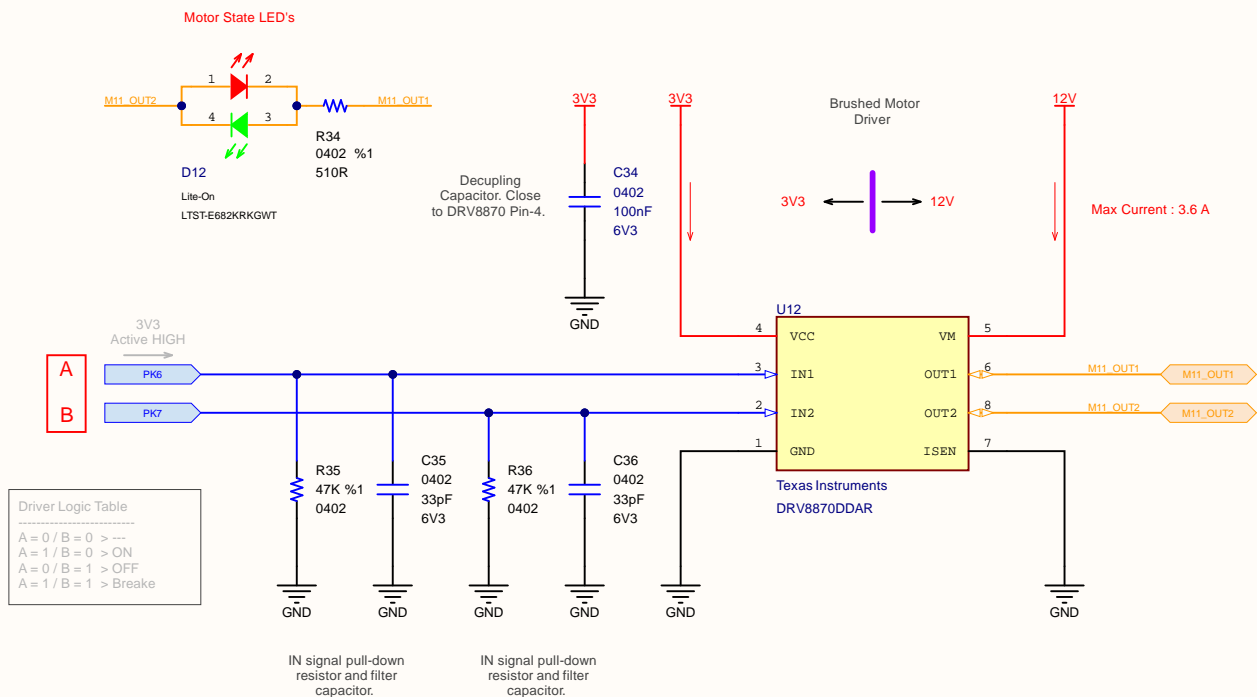 Motor State LED's
1
2
M11_OUT2
M11_OUT1
4
3
R34
0402 %1
510R
D12
Lite-On
LTST-E682KRKGWT
3V3
Decupling
Capacitor. Close
to DRV8870 Pin-4.
C34
0402
100nF
6V3
GND
3V3
Brushed Motor
Driver
12V
3V3
12V
Max Current : 3.6 A
3V3
Active HIGH
A
PK6
B
PK7
U12
4
VCC
VM
5
3
IN1
OUT1
6
M11_OUT1
M11_OUT1
2
IN2
OUT2
8
M11_OUT2
M11_OUT2
1
GND
ISEN
7
Texas Instruments
DRV8870DDAR
R35
47K %1
0402
C35
0402
33pF
6V3
R36
47K %1
0402
C36
0402
33pF
6V3
Driver Logic Table
--------------------------
A = 0 / B = 0 > ---
A = 1 / B = 0 > ON
A = 0 / B = 1 > OFF
A = 1 / B = 1 > Breake
GND
GND
GND
GND
GND
GND
IN signal pull-down
resistor and filter
capacitor.
IN signal pull-down
resistor and filter
capacitor.